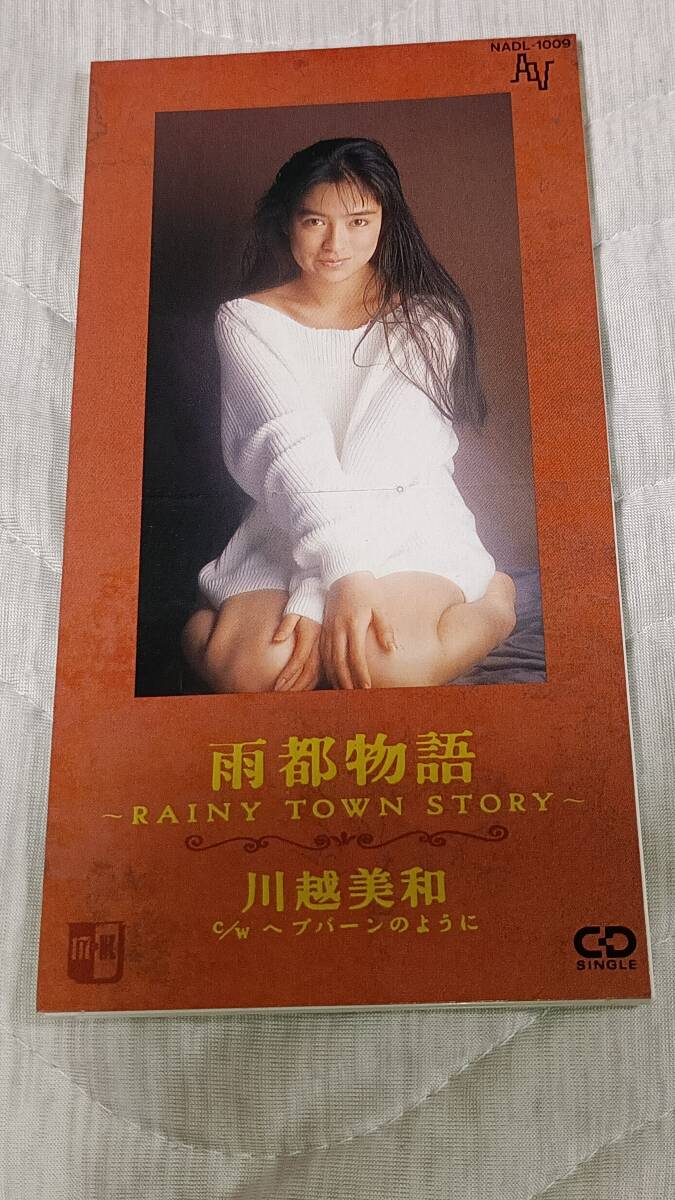 NADL-1009
雨都物語
~RAINY TOWN STORY~
川越美和
c/w ヘプバーンのように
CD
SINGLE